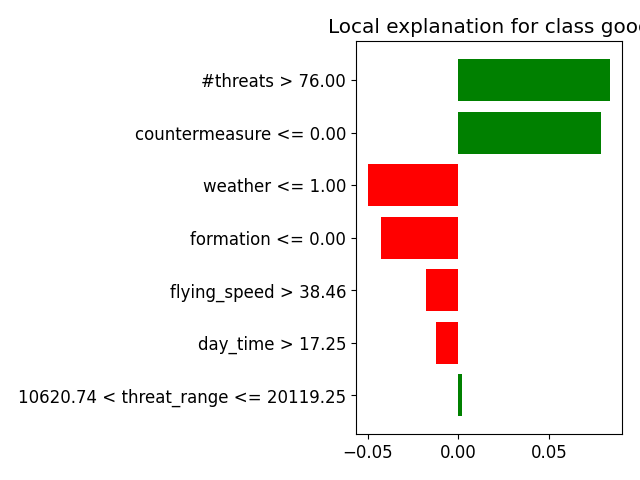 Local explanation for class good
#threats > 76.00
countermeasure <= 0.00
weather <= 1.00
formation <= 0.00
flying_speed > 38.46
day_time > 17.25
10620.74 < threat_range <= 20119.25
−0.05 0.00 0.05